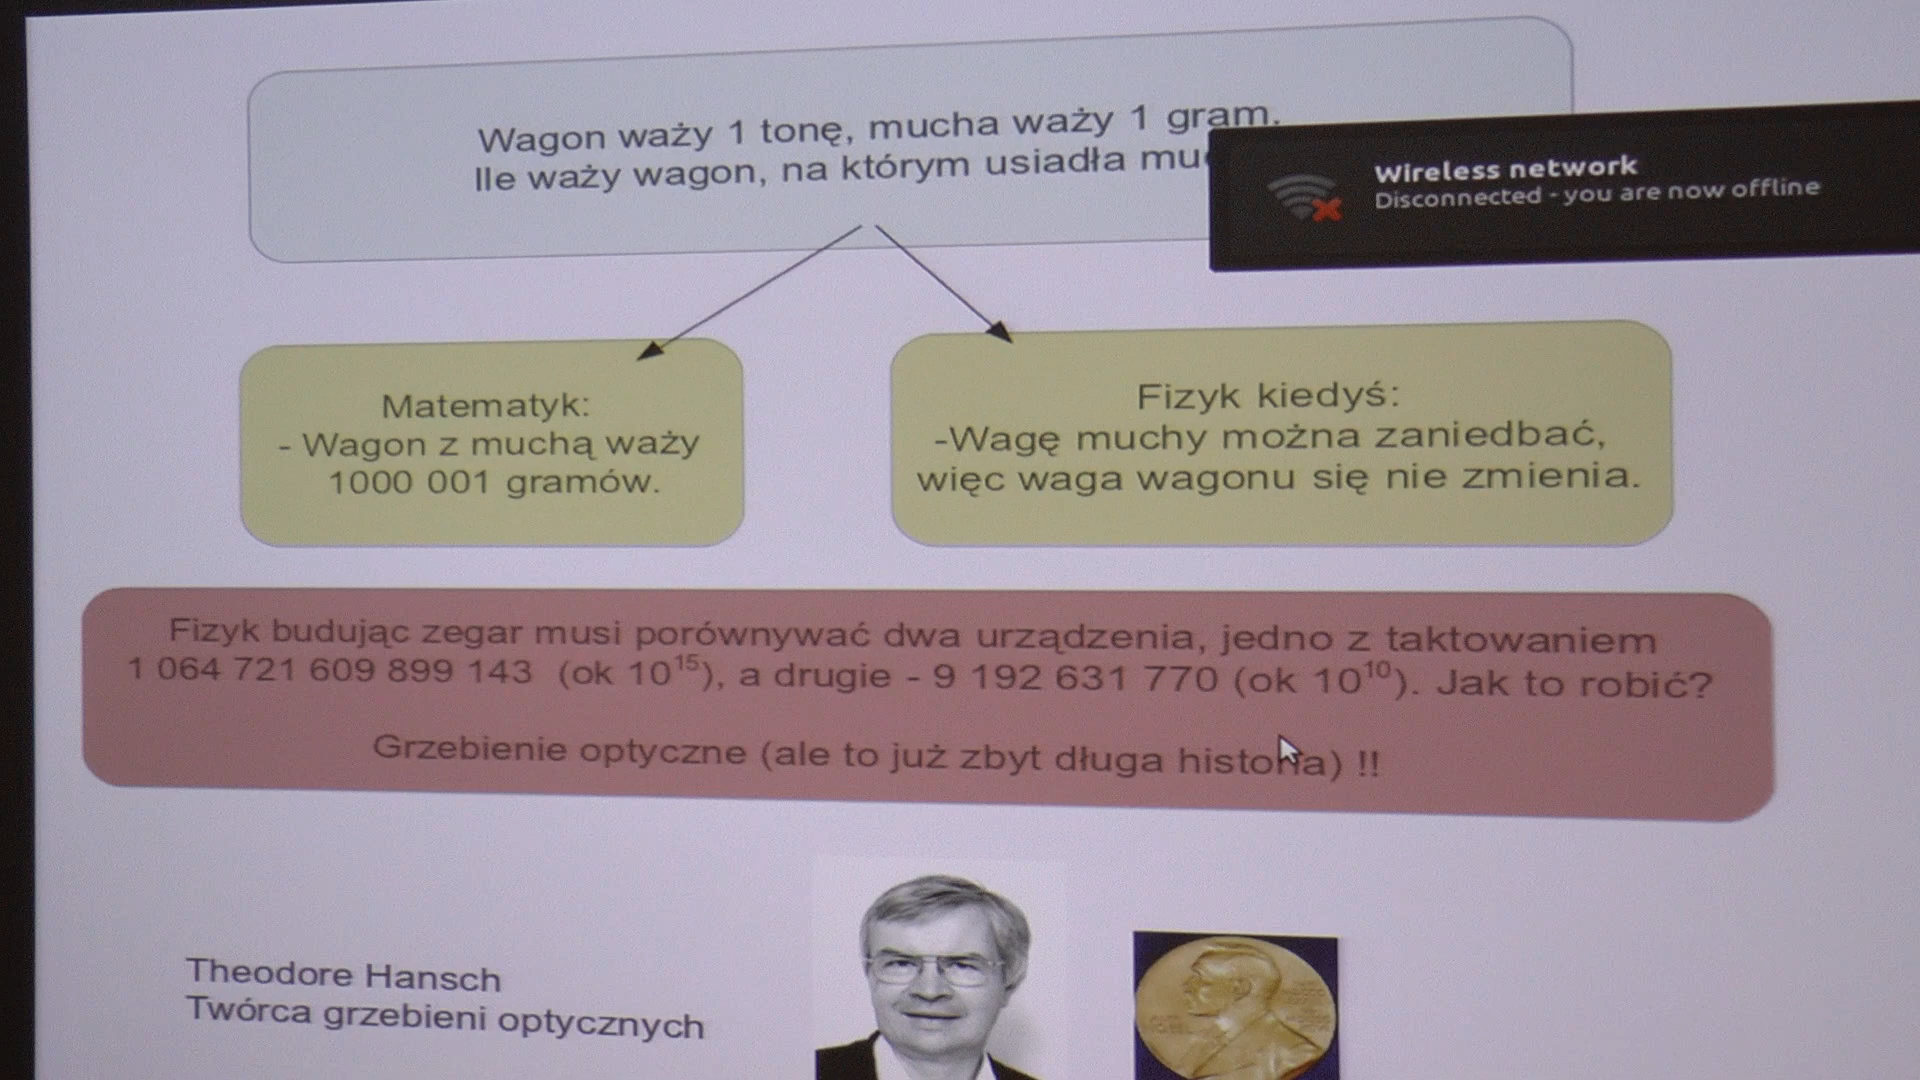 Wagon waży 1 tonę, mucha waży 1 gram.
Ile waży wagon, na którym usiadła
Wireless network
Disconnected - you are now offline
Matematyk:
- Wagon z muchą waży
1000 001 gramów.
Fizyk kiedyś:
-Wagę muchy można zaniedbać,
więc waga wagonu się nie zmienia.
Fizyk budując zegar musi porównywać dwa urządzenia, jedno z taktowaniem
1 064 721 609 899 143 (ok 10¹⁵), a drugie - 9 192 631 770 (ok 10¹⁰). Jak to robić?
Grzebienie optyczne (ale to już zbyt długa historia) !!
Theodore Hansch
Twórca grzebieni optycznych